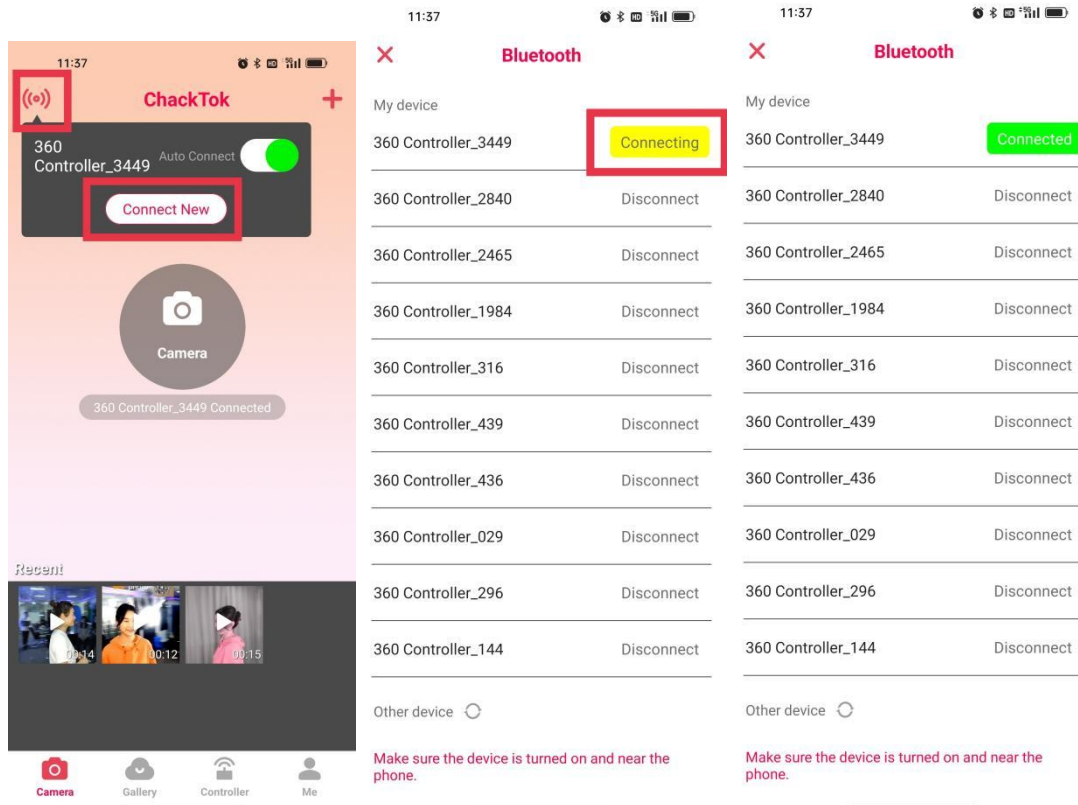 11:37
HD 5G
ChackTok
+
360
Controller_3449
Auto Connect
Connect New
Camera
360 Controller_3449 Connected
Recent
00:14
00:12
00:15
Camera
Gallery
Controller
Me
11:37
HD 5G
Bluetooth
My device
360 Controller_3449 Connecting
360 Controller_2840 Disconnect
360 Controller_2465 Disconnect
360 Controller_1984 Disconnect
360 Controller_316 Disconnect
360 Controller_439 Disconnect
360 Controller_436 Disconnect
360 Controller_029 Disconnect
360 Controller_296 Disconnect
360 Controller_144 Disconnect
Other device
Make sure the device is turned on and near the
phone.
11:37
HD 5G
Bluetooth
My device
360 Controller_3449 Connected
360 Controller_2840 Disconnect
360 Controller_2465 Disconnect
360 Controller_1984 Disconnect
360 Controller_316 Disconnect
360 Controller_439 Disconnect
360 Controller_436 Disconnect
360 Controller_029 Disconnect
360 Controller_296 Disconnect
360 Controller_144 Disconnect
Other device
Make sure the device is turned on and near the
phone.